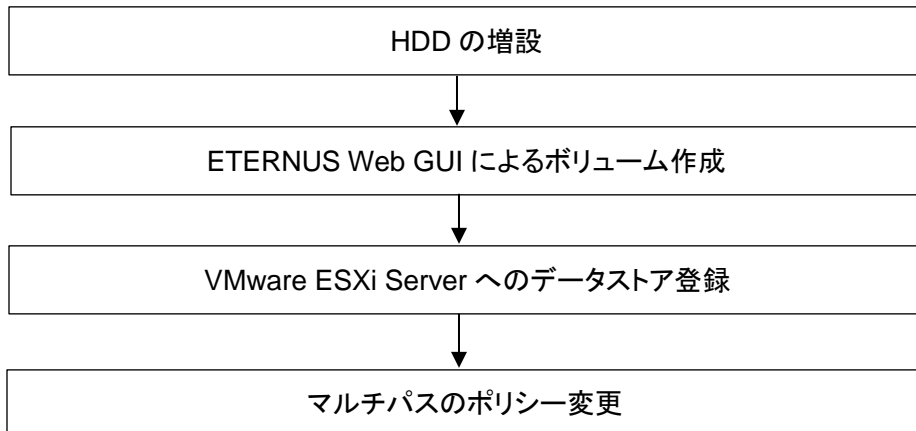 HDD の増設
ETERNUS Web GUI によるボリューム作成
VMware ESXi Server へのデータストア登録
マルチパスのポリシー変更